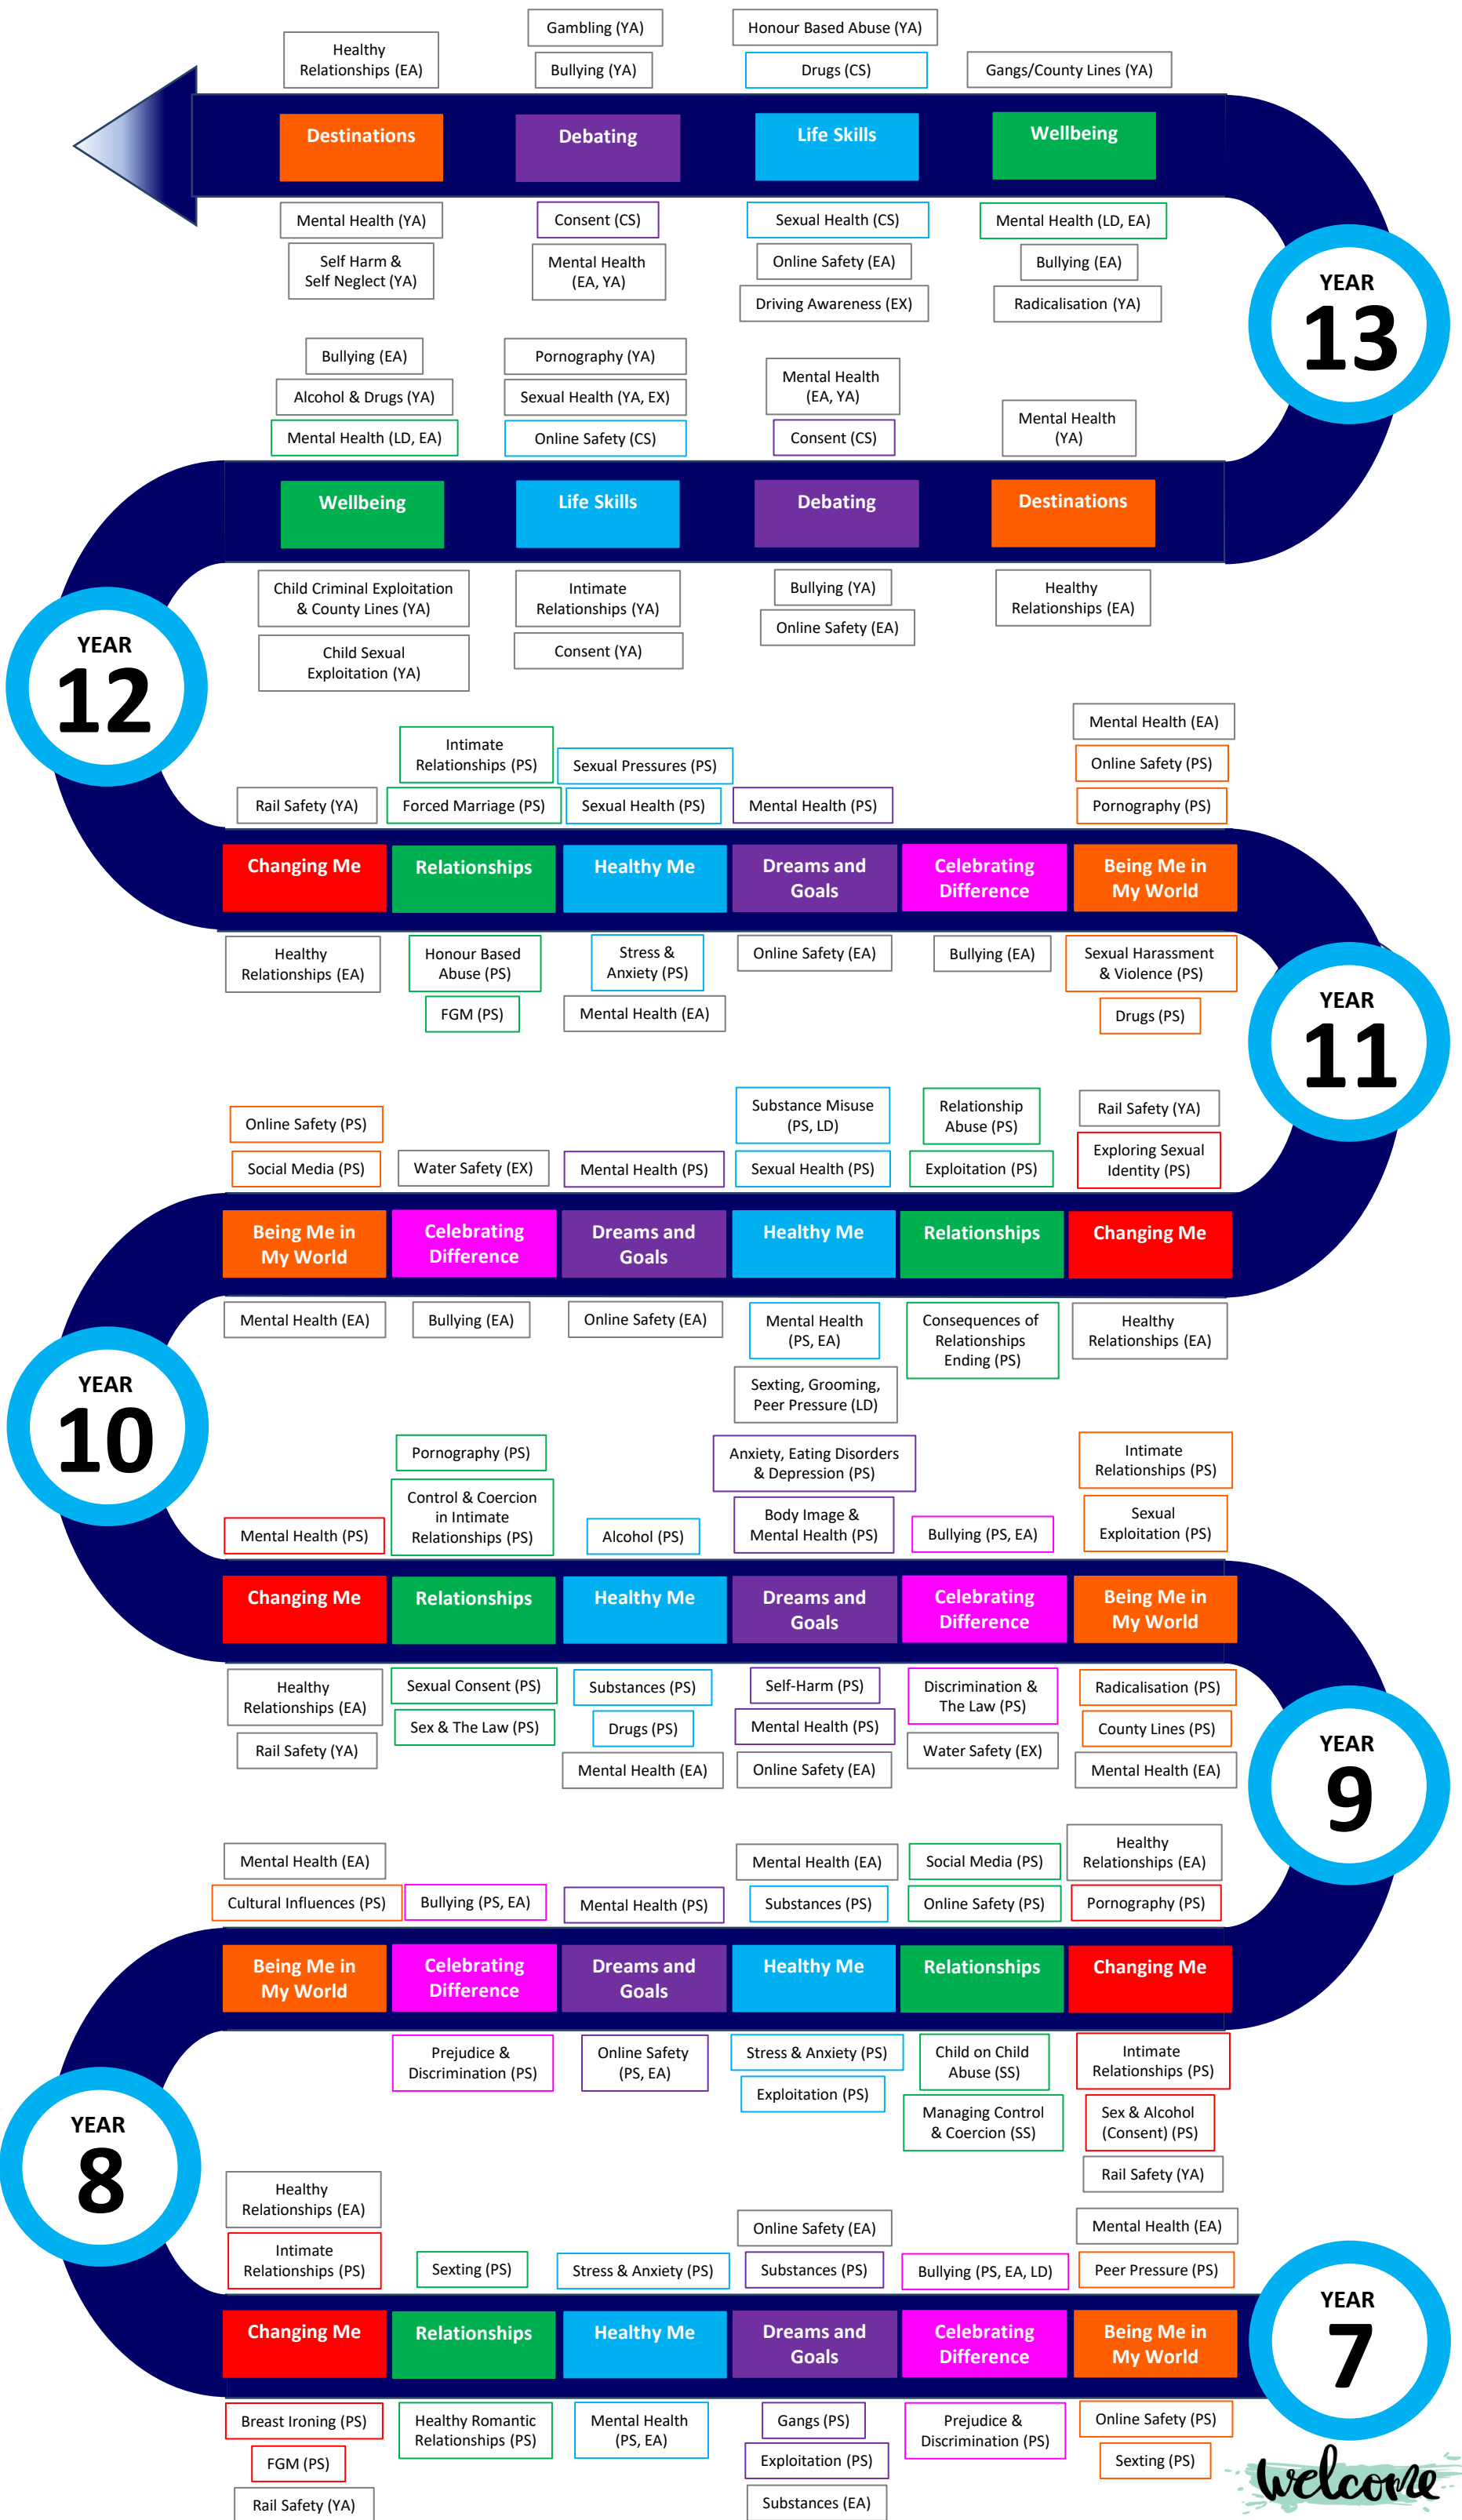 Gambling (YA)
Honour Based Abuse (YA)
Healthy
Relationships (EA)
Bullying (YA)
Drugs (CS)
Gangs/County Lines (YA)
Destinations
Debating
Life Skills
Wellbeing
Mental Health (YA)
Consent (CS)
Sexual Health (CS)
Mental Health (LD, EA)
Self Harm &
Self Neglect (YA)
Mental Health
(EA, YA)
Online Safety (EA)
Bullying (EA)
Driving Awareness (EX)
Radicalisation (YA)
YEAR
13
Bullying (EA)
Pornography (YA)
Alcohol & Drugs (YA)
Sexual Health (YA, EX)
Mental Health
(EA, YA)
Mental Health (LD, EA)
Online Safety (CS)
Consent (CS)
Mental Health
(YA)
Wellbeing
Life Skills
Debating
Destinations
Child Criminal Exploitation
& County Lines (YA)
Intimate
Relationships (YA)
Bullying (YA)
Healthy
Relationships (EA)
Child Sexual
Exploitation (YA)
Consent (YA)
Online Safety (EA)
YEAR
12
Mental Health (EA)
Intimate
Relationships (PS)
Sexual Pressures (PS)
Online Safety (PS)
Rail Safety (YA)
Forced Marriage (PS)
Sexual Health (PS)
Mental Health (PS)
Pornography (PS)
Changing Me
Relationships
Healthy Me
Dreams and
Goals
Celebrating
Difference
Being Me in
My World
Healthy
Relationships (EA)
Honour Based
Abuse (PS)
Stress &
Anxiety (PS)
Online Safety (EA)
Bullying (EA)
Sexual Harassment
& Violence (PS)
FGM (PS)
Mental Health (EA)
Drugs (PS)
YEAR
11
Online Safety (PS)
Substance Misuse
(PS, LD)
Relationship
Abuse (PS)
Rail Safety (YA)
Social Media (PS)
Water Safety (EX)
Mental Health (PS)
Sexual Health (PS)
Exploitation (PS)
Exploring Sexual
Identity (PS)
Being Me in
My World
Celebrating
Difference
Dreams and
Goals
Healthy Me
Relationships
Changing Me
Mental Health (EA)
Bullying (EA)
Online Safety (EA)
Mental Health
(PS, EA)
Consequences of
Relationships
Ending (PS)
Healthy
Relationships (EA)
Sexting, Grooming,
Peer Pressure (LD)
YEAR
10
Pornography (PS)
Anxiety, Eating Disorders
& Depression (PS)
Intimate
Relationships (PS)
Mental Health (PS)
Control & Coercion
in Intimate
Relationships (PS)
Alcohol (PS)
Body Image &
Mental Health (PS)
Bullying (PS, EA)
Sexual
Exploitation (PS)
Changing Me
Relationships
Healthy Me
Dreams and
Goals
Celebrating
Difference
Being Me in
My World
Healthy
Relationships (EA)
Sexual Consent (PS)
Substances (PS)
Self-Harm (PS)
Discrimination &
The Law (PS)
Radicalisation (PS)
Sex & The Law (PS)
Drugs (PS)
Mental Health (PS)
County Lines (PS)
Rail Safety (YA)
Mental Health (EA)
Online Safety (EA)
Water Safety (EX)
Mental Health (EA)
YEAR
9
Mental Health (EA)
Mental Health (EA)
Social Media (PS)
Healthy
Relationships (EA)
Cultural Influences (PS)
Bullying (PS, EA)
Mental Health (PS)
Substances (PS)
Online Safety (PS)
Pornography (PS)
Being Me in
My World
Celebrating
Difference
Dreams and
Goals
Healthy Me
Relationships
Changing Me
Prejudice &
Discrimination (PS)
Online Safety
(PS, EA)
Stress & Anxiety (PS)
Child on Child
Abuse (SS)
Intimate
Relationships (PS)
Exploitation (PS)
Managing Control
& Coercion (SS)
Sex & Alcohol
(Consent) (PS)
Rail Safety (YA)
YEAR
8
Healthy
Relationships (EA)
Online Safety (EA)
Mental Health (EA)
Intimate
Relationships (PS)
Sexting (PS)
Stress & Anxiety (PS)
Substances (PS)
Bullying (PS, EA, LD)
Peer Pressure (PS)
Changing Me
Relationships
Healthy Me
Dreams and
Goals
Celebrating
Difference
Being Me in
My World
YEAR
7
Breast Ironing (PS)
Healthy Romantic
Relationships (PS)
Mental Health
(PS, EA)
Gangs (PS)
Prejudice &
Discrimination (PS)
Online Safety (PS)
FGM (PS)
Exploitation (PS)
Sexting (PS)
Rail Safety (YA)
Substances (EA)
welcome